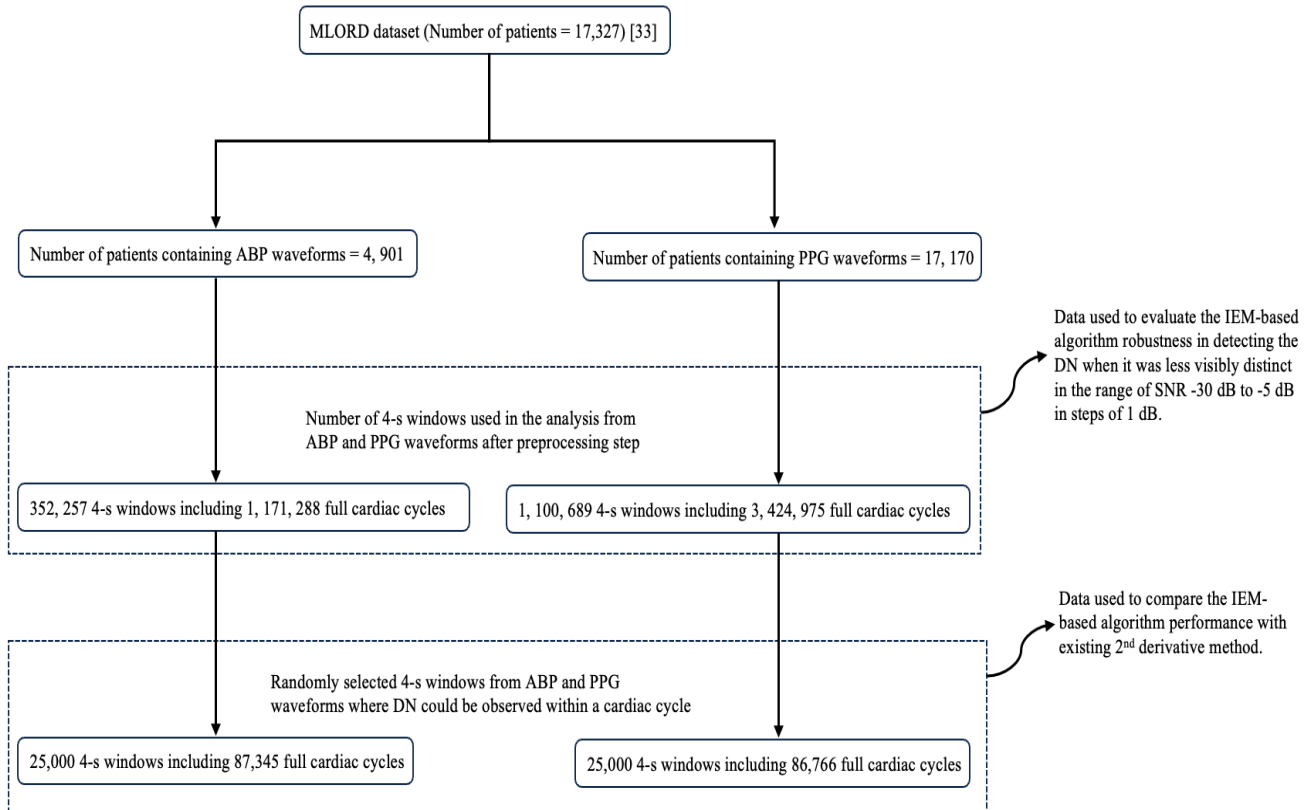 MLORD dataset (Number of patients = 17,327) [33]
Number of patients containing ABP waveforms = 4, 901
Number of patients containing PPG waveforms = 17, 170
Data used to evaluate the IEM-based
algorithm robustness in detecting the
DN when it was less visibly distinct
in the range of SNR -30 dB to -5 dB
in steps of 1 dB.
Number of 4-s windows used in the analysis from
ABP and PPG waveforms after preprocessing step
352, 257 4-s windows including 1, 171, 288 full cardiac cycles
1, 100, 689 4-s windows including 3, 424, 975 full cardiac cycles
Data used to compare the IEM-
based algorithm performance with
existing 2nd derivative method.
Randomly selected 4-s windows from ABP and PPG
waveforms where DN could be observed within a cardiac cycle
25,000 4-s windows including 87,345 full cardiac cycles
25,000 4-s windows including 86,766 full cardiac cycles